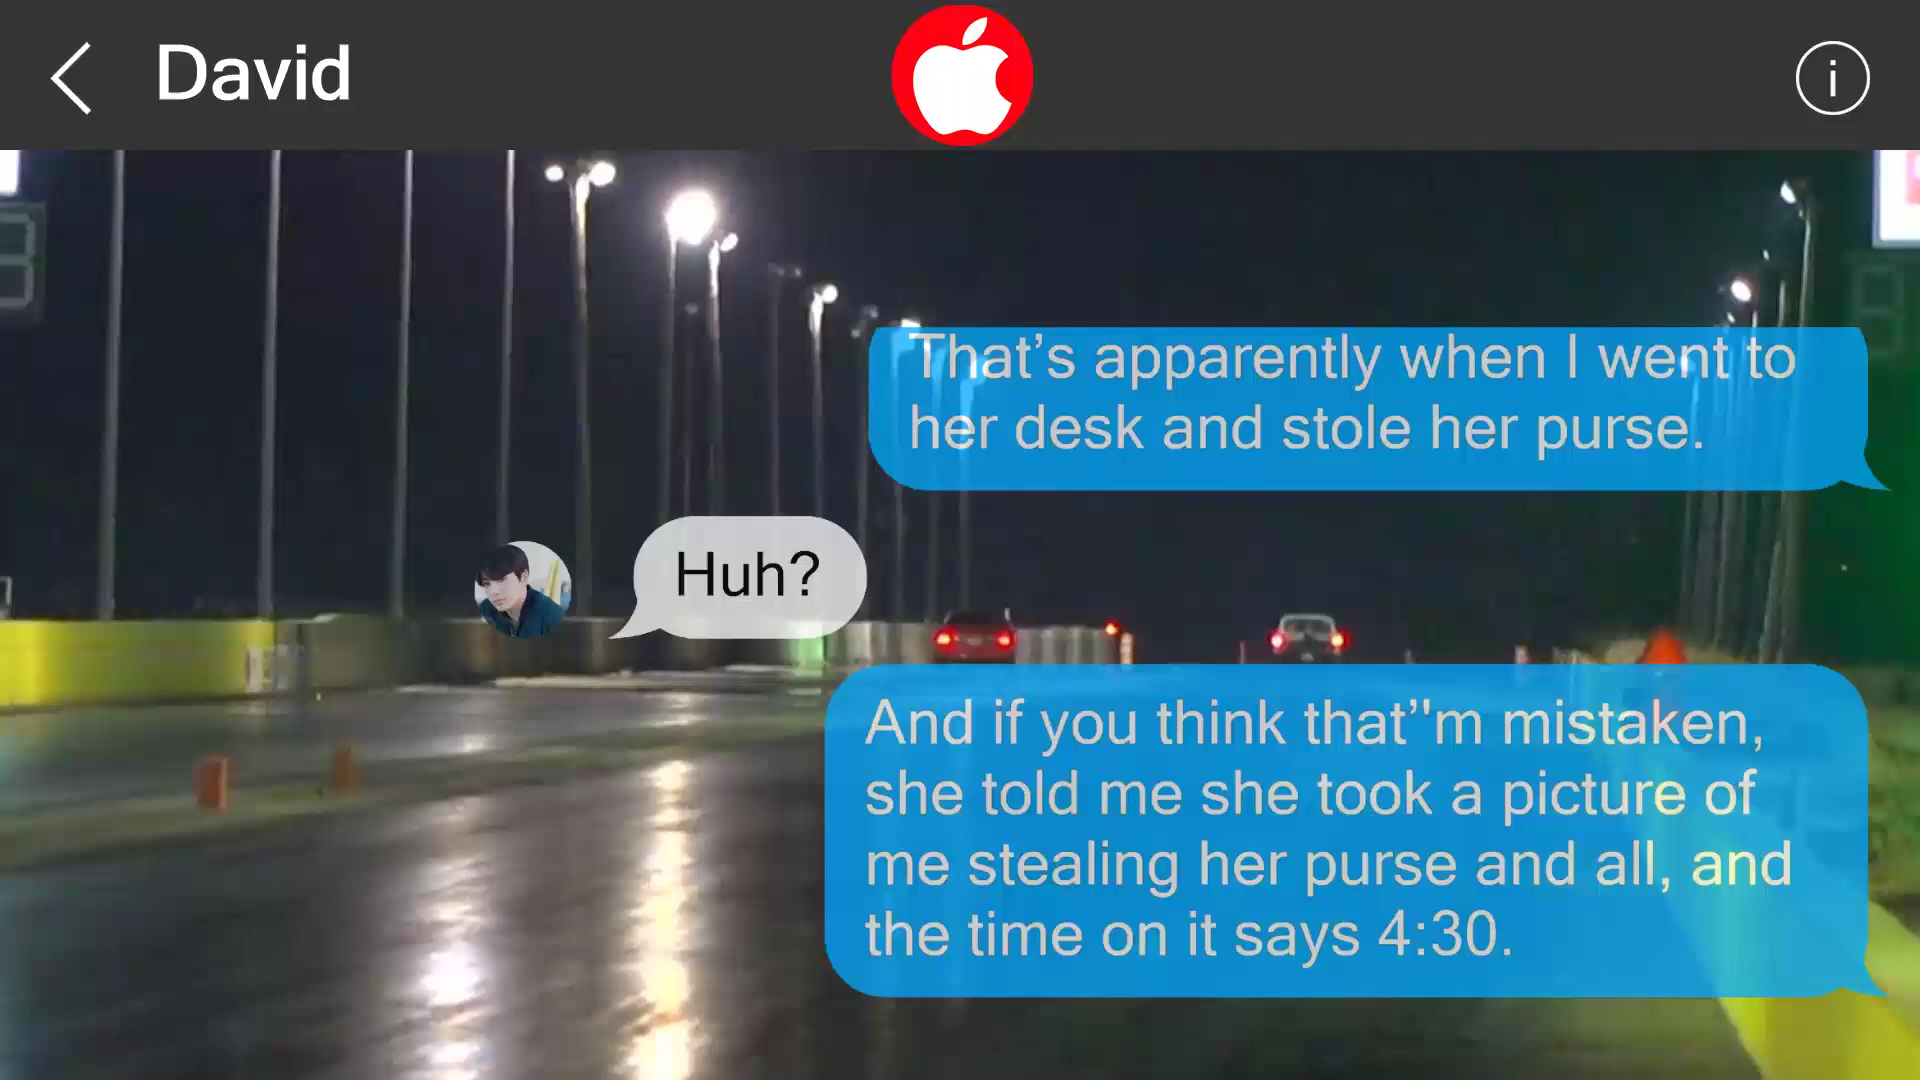 David
That’s apparently when I went to
her desk and stole her purse.
Huh?
And if you think that’'m mistaken,
she told me she took a picture of
me stealing her purse and all, and
the time on it says 4:30.